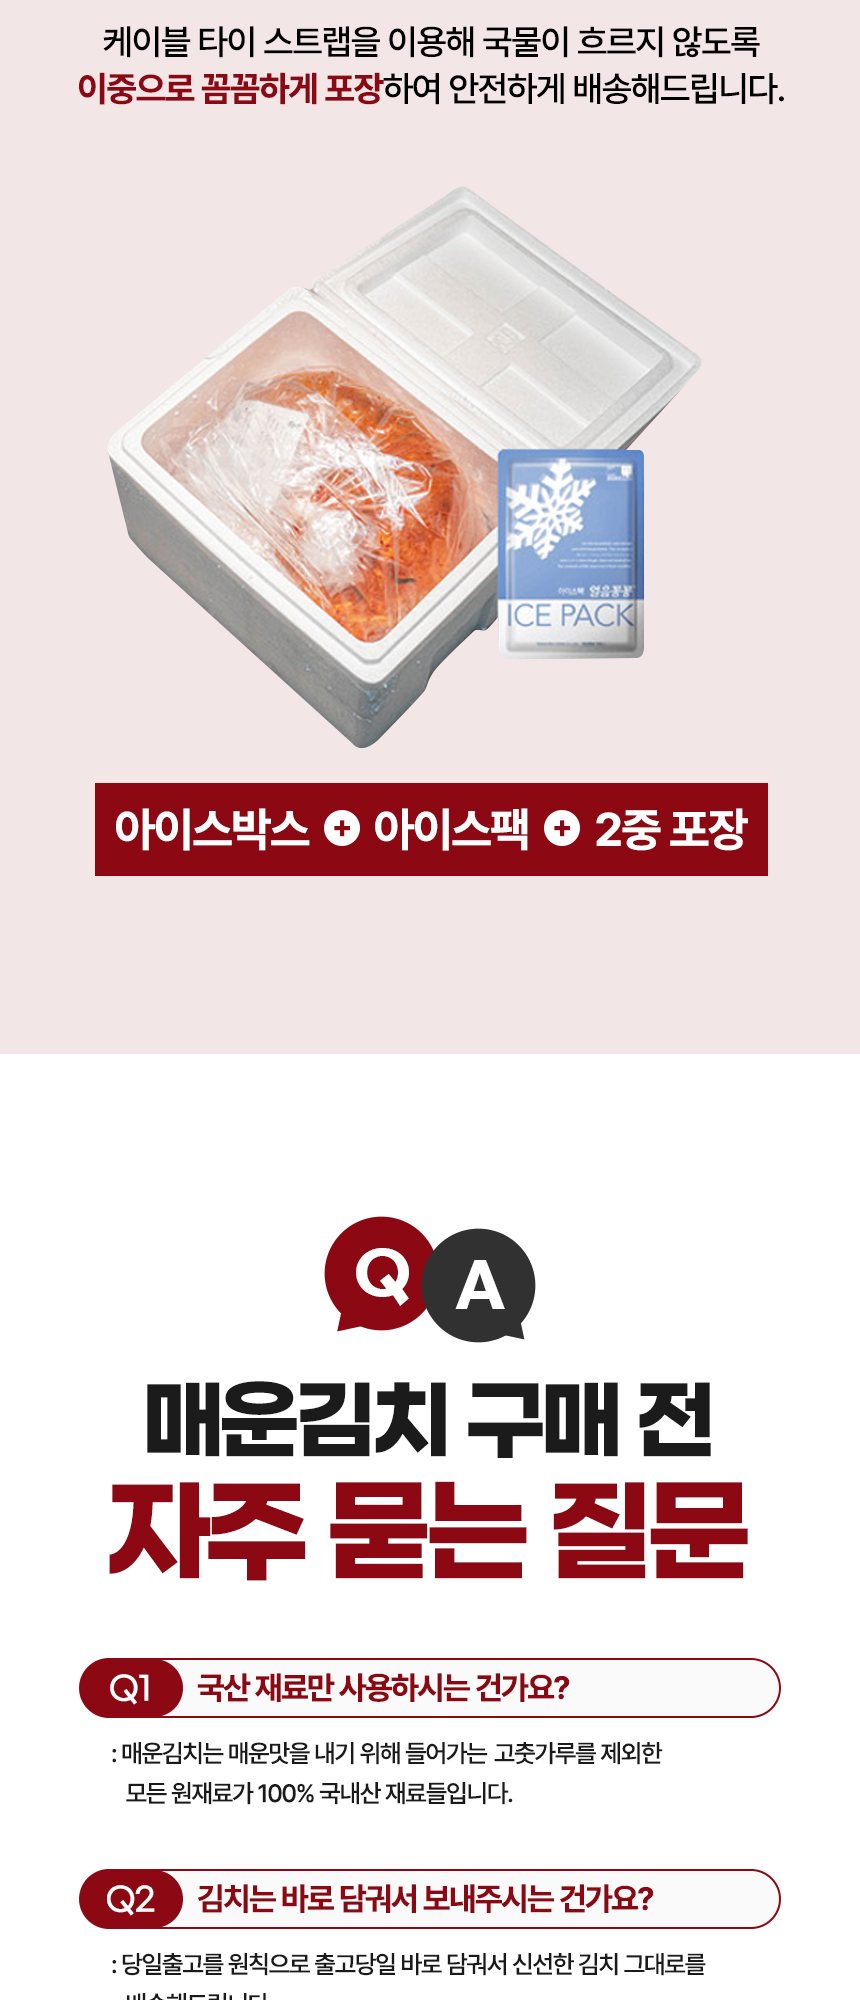 케이블 타이 스트랩을 이용해 국물이 흐르지 않도록
이중으로 꼼꼼하게 포장하여 안전하게 배송해드립니다.
아이스팩 얼음꽁꽁
ICE PACK
아이스박스 + 아이스팩 + 2중 포장
Q A
매운김치 구매 전
자주 묻는 질문
Q1 국산 재료만 사용하시는 건가요?
: 매운김치는 매운맛을 내기 위해 들어가는 고춧가루를 제외한
모든 원재료가 100% 국내산 재료들입니다.
Q2 김치는 바로 담궈서 보내주시는 건가요?
: 당일출고를 원칙으로 출고당일 바로 담궈서 신선한 김치 그대로를